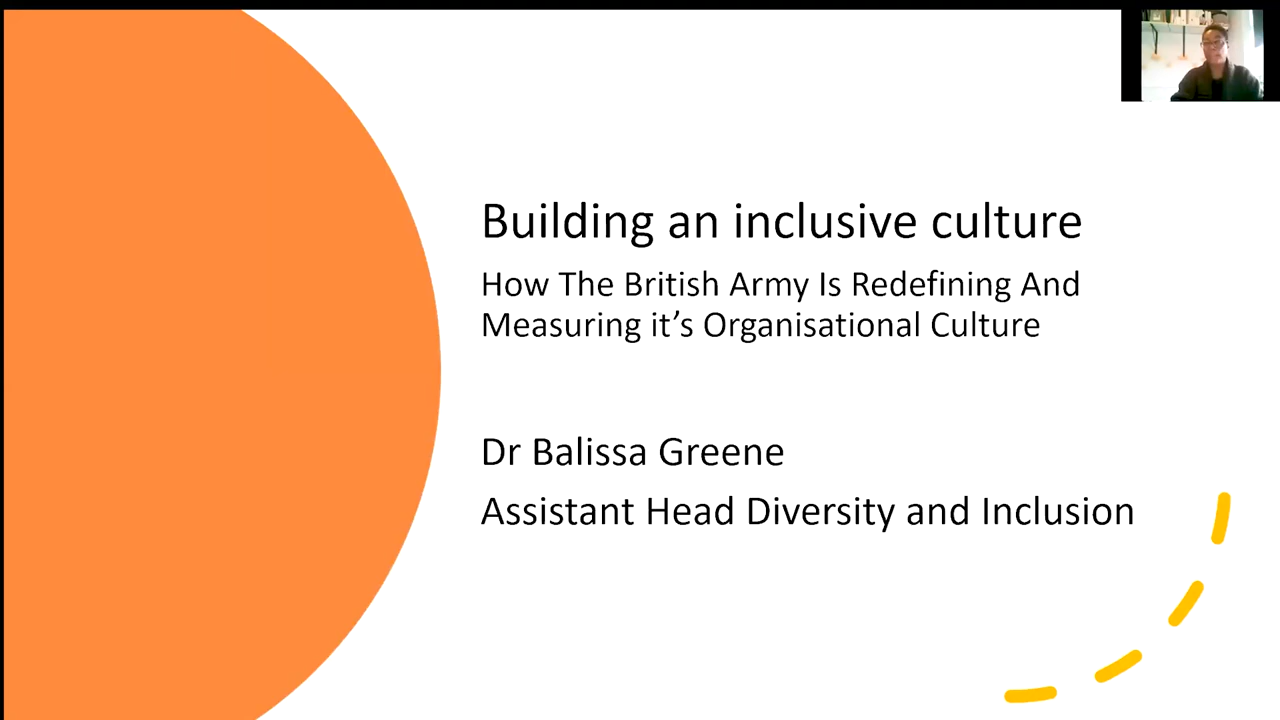 Building an inclusive culture
How The British Army Is Redefining And
Measuring it’s Organisational Culture
Dr Balissa Greene
Assistant Head Diversity and Inclusion